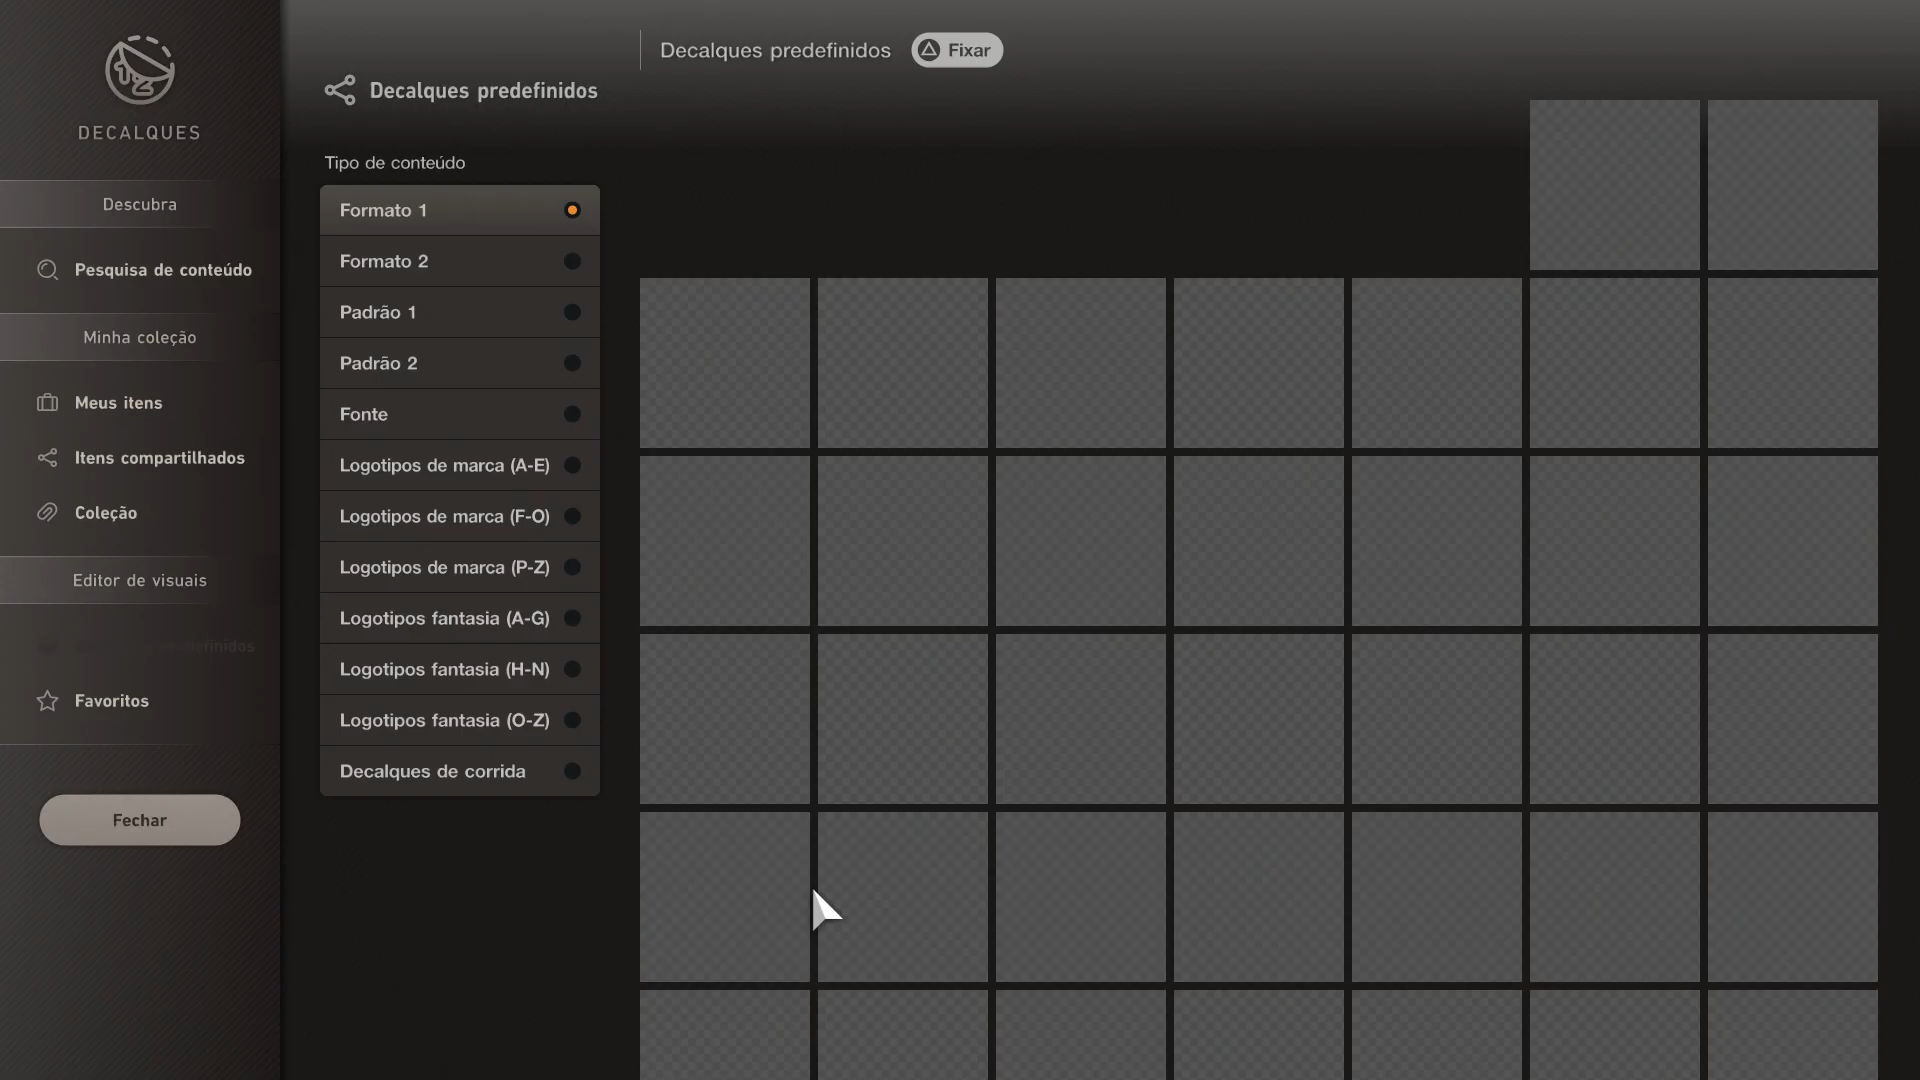 DECALQUES
Descubra
Pesquisa de conteúdo
Minha coleção
Meus itens
Itens compartilhados
Coleção
Editor de visuais
Favoritos
Fechar
Decalques predefinidos
Tipo de conteúdo
Formato 1
Formato 2
Padrão 1
Padrão 2
Fonte
Logotipos de marca (A-E)
Logotipos de marca (F-O)
Logotipos de marca (P-Z)
Logotipos fantasia (A-G)
Logotipos fantasia (H-N)
Logotipos fantasia (O-Z)
Decalques de corrida
Decalques predefinidos Fixar